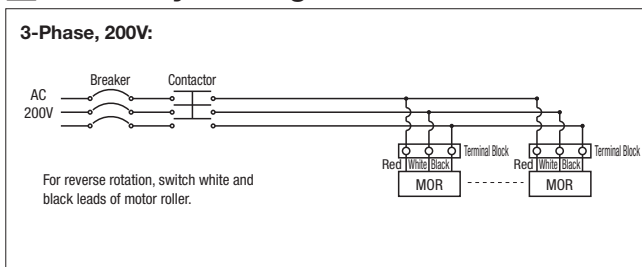 3-Phase, 200V:
Breaker Contactor
AC
200V
Terminal Block Terminal Block
Red White Black Red White Black
MOR MOR
For reverse rotation, switch white and
black leads of motor roller.